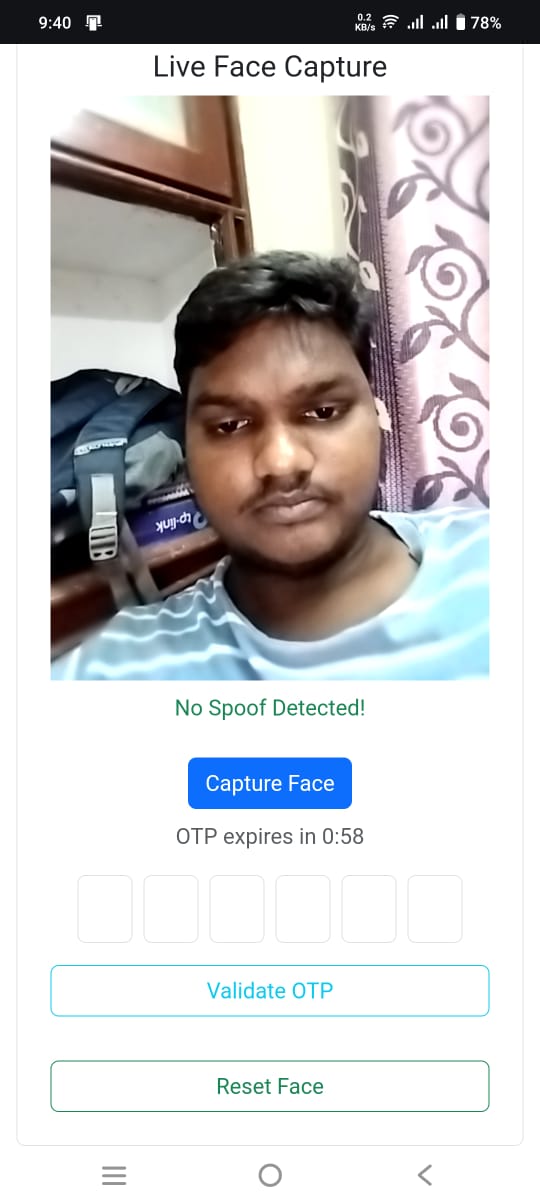 9:40
0.2
KB/s
78%
Live Face Capture
tp-link
No Spoof Detected!
Capture Face
OTP expires in 0:58
Validate OTP
Reset Face